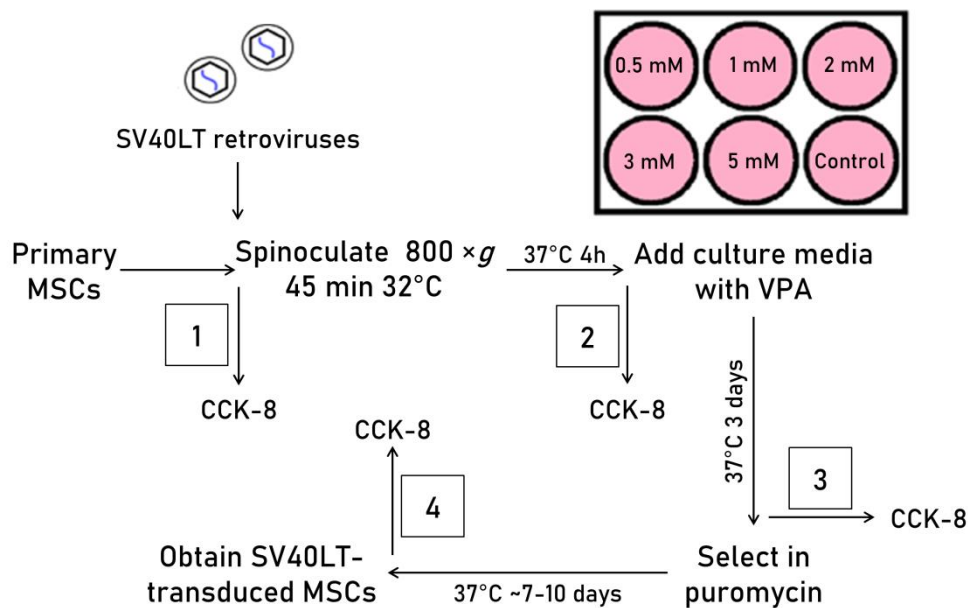 SV40LT retroviruses
0.5 mM
1 mM
2 mM
3 mM
5 mM
Control
Primary
MSCs
Spinoculate 800 ×g
45 min 32°C
37°C 4h
Add culture media
with VPA
1
CCK-8
2
CCK-8
37°C 3 days
3
CCK-8
Select in
puromycin
37°C ~7-10 days
Obtain SV40LT-
transduced MSCs
4
CCK-8